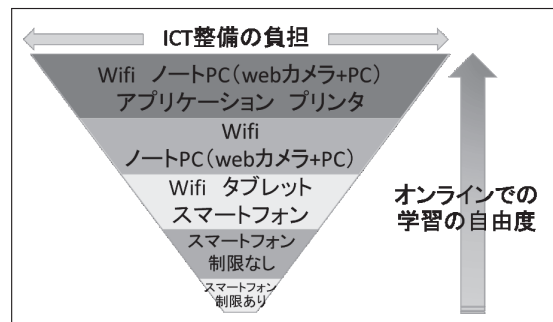 ICT整備の負担
Wifi ノートPC(webカメラ+PC)
アプリケーション プリンタ
Wifi
ノートPC(webカメラ+PC)
Wifi タブレット
スマートフォン
スマートフォン
制限なし
スマートフォン
制限あり
オンラインでの
学習の自由度